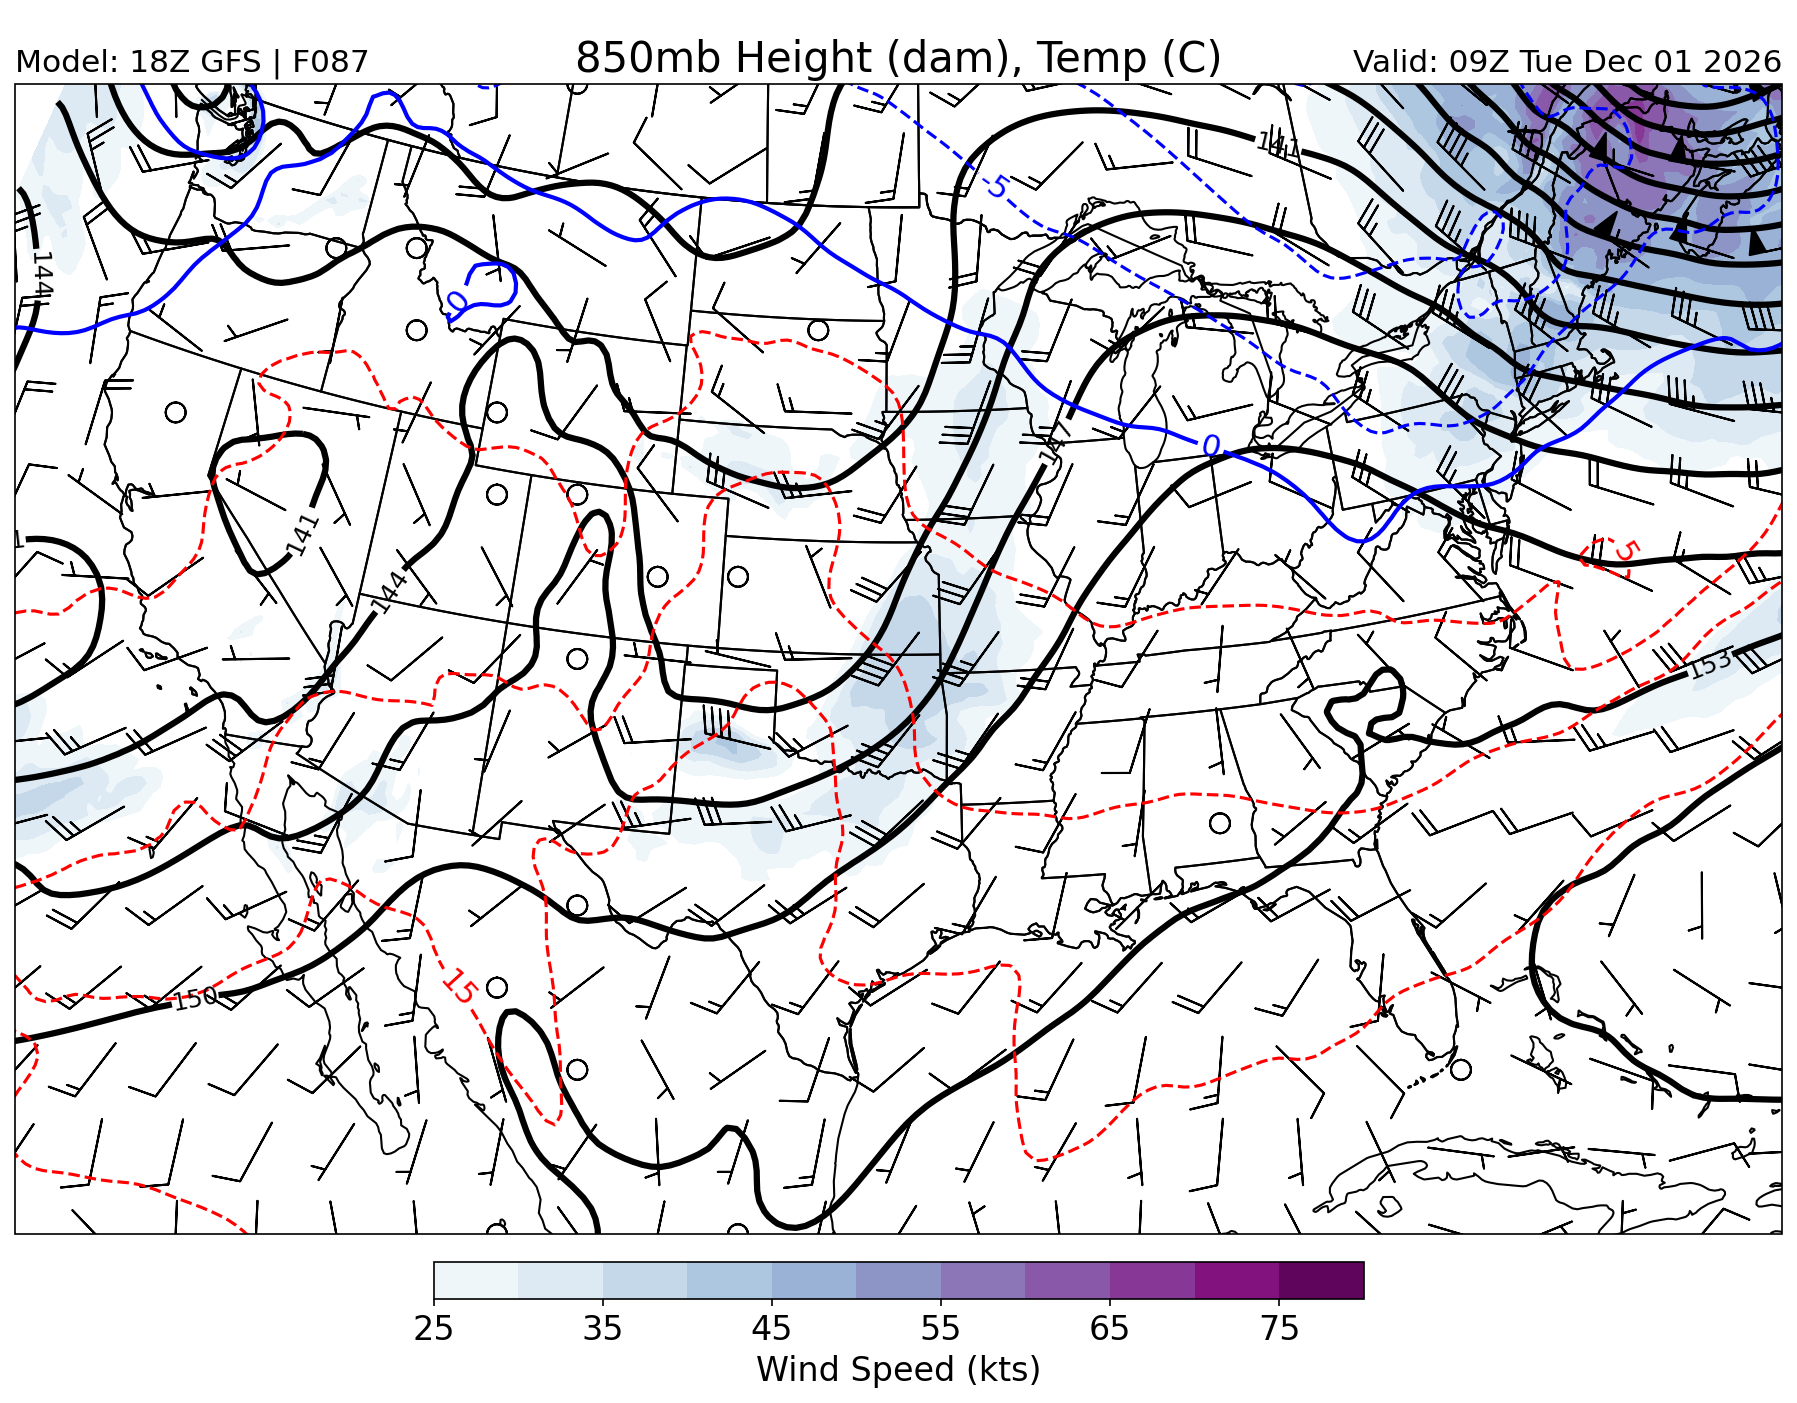 Model: 18Z GFS | F087
850mb Height (dam), Temp (C)
Valid: 09Z Tue Dec 01 2026
141
-5
144
0
0
147
141
144
5
153
150
15
25 35 45 55 65 75
Wind Speed (kts)